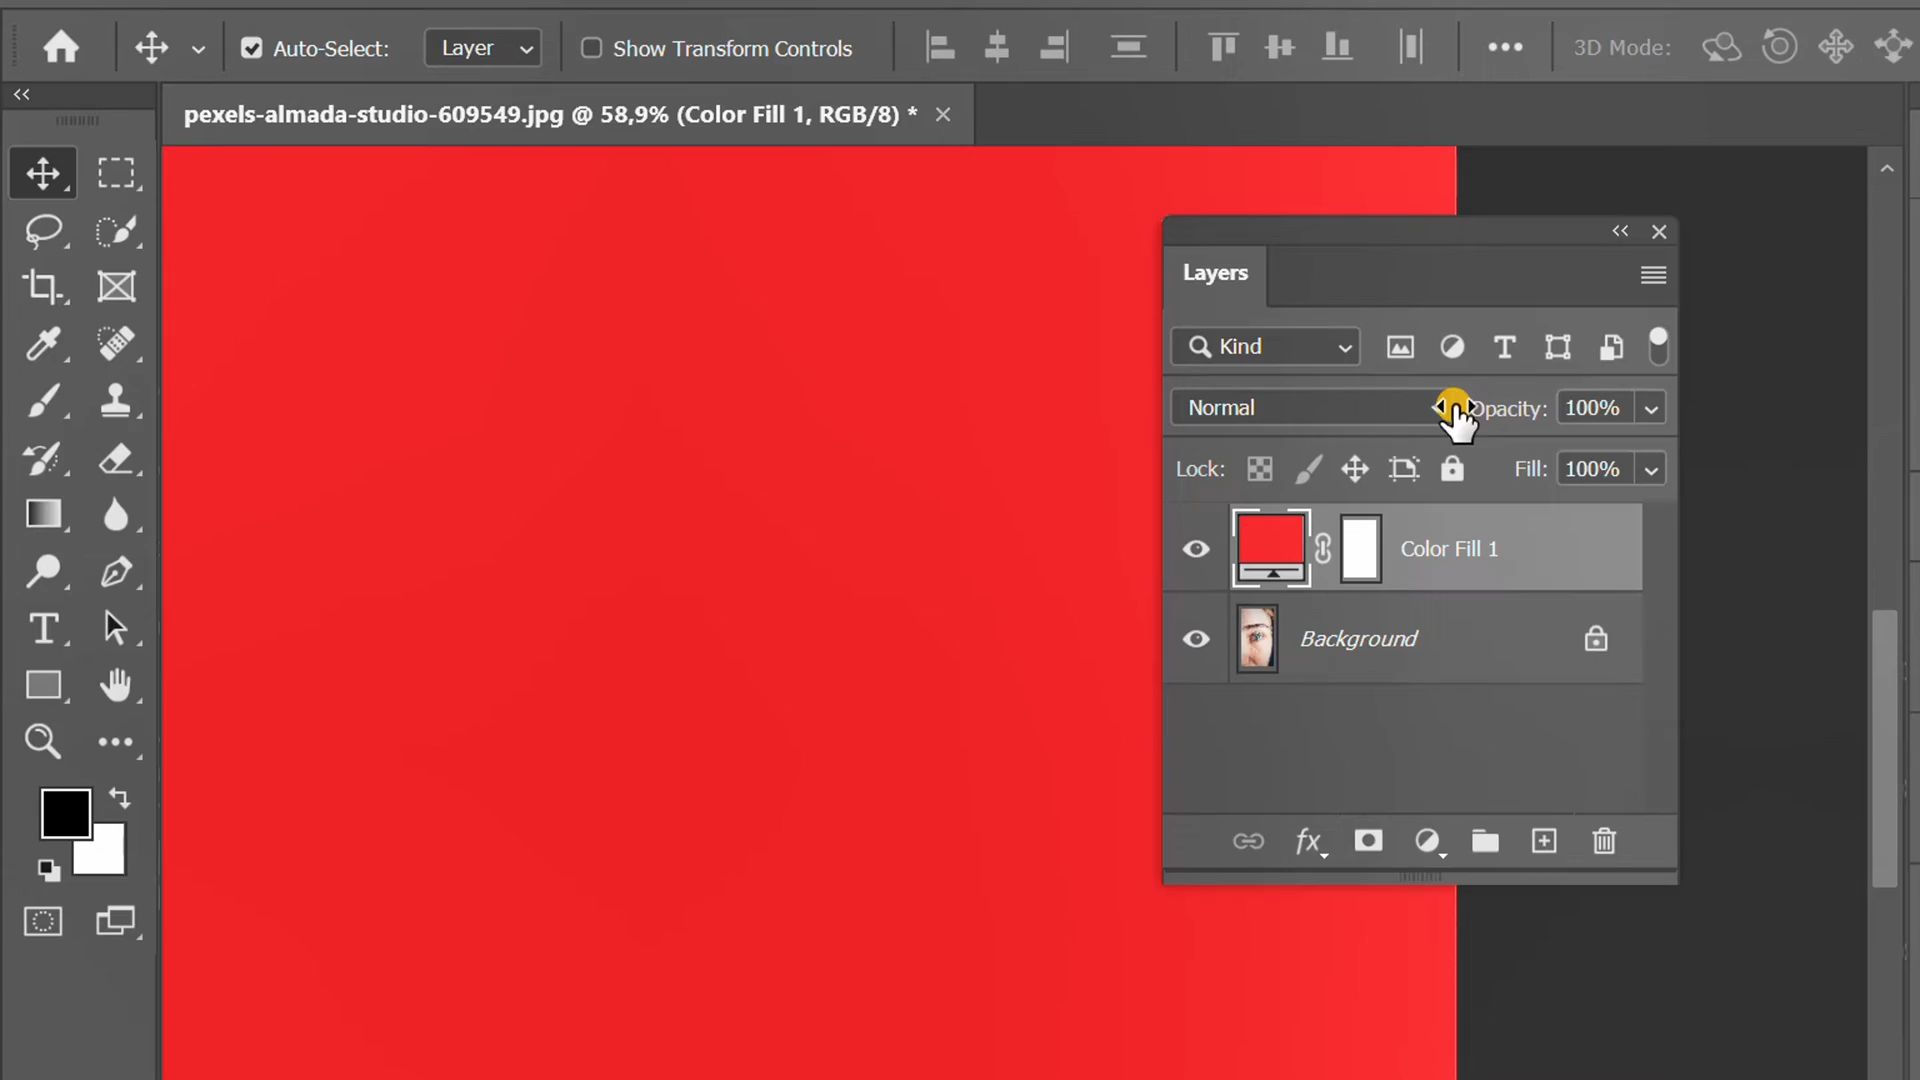 Auto-Select: Layer Show Transform Controls 3D Mode:
pexels-almada-studio-609549.jpg @ 58,9% (Color Fill 1, RGB/8) *
Layers
Kind
Normal Opacity: 100%
Lock: Fill: 100%
Color Fill 1
Background
fx